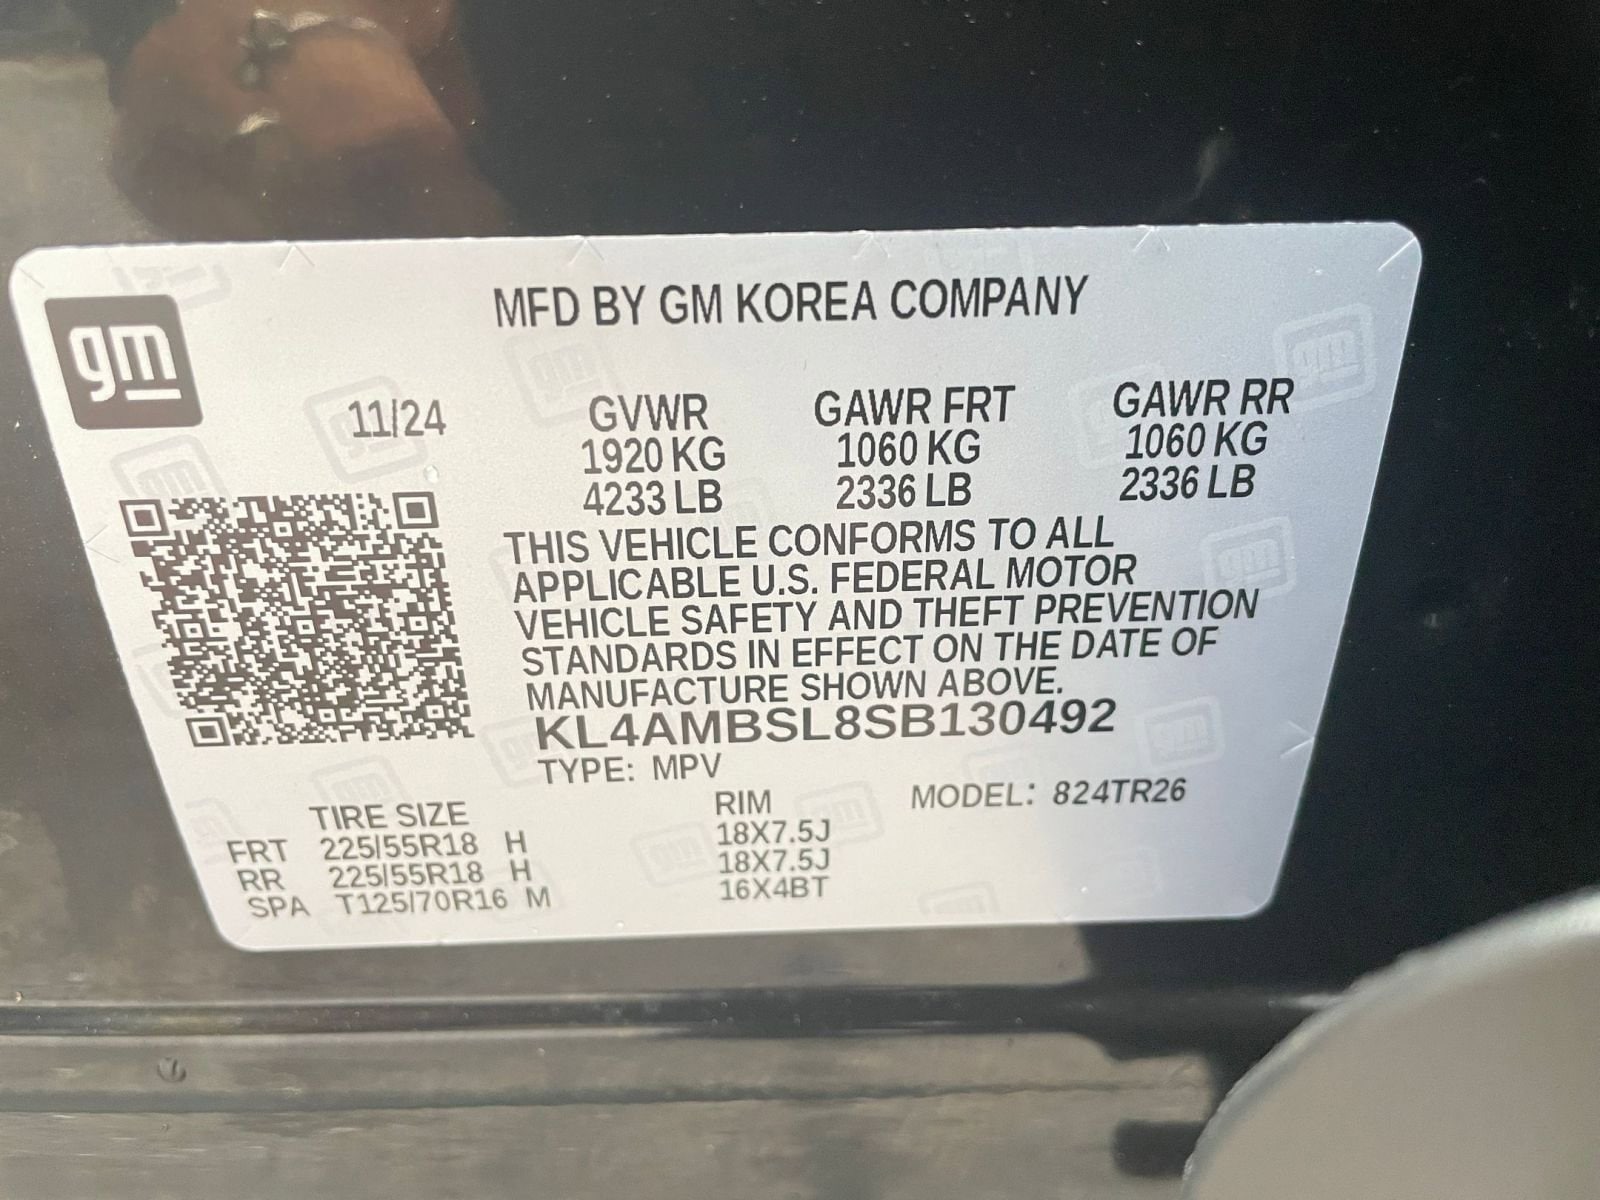 gm
MFD BY GM KOREA COMPANY
11/24
GVWR GAWR FRT GAWR RR
1920 KG 1060 KG 1060 KG
4233 LB 2336 LB 2336 LB
THIS VEHICLE CONFORMS TO ALL
APPLICABLE U.S. FEDERAL MOTOR
VEHICLE SAFETY AND THEFT PREVENTION
STANDARDS IN EFFECT ON THE DATE OF
MANUFACTURE SHOWN ABOVE.
KL4AMBSL8SB130492
TYPE: MPV
MODEL: 824TR26
TIRE SIZE RIM
FRT 225/55R18 H 18X7.5J
RR 225/55R18 H 18X7.5J
SPA T125/70R16 M 16X4BT